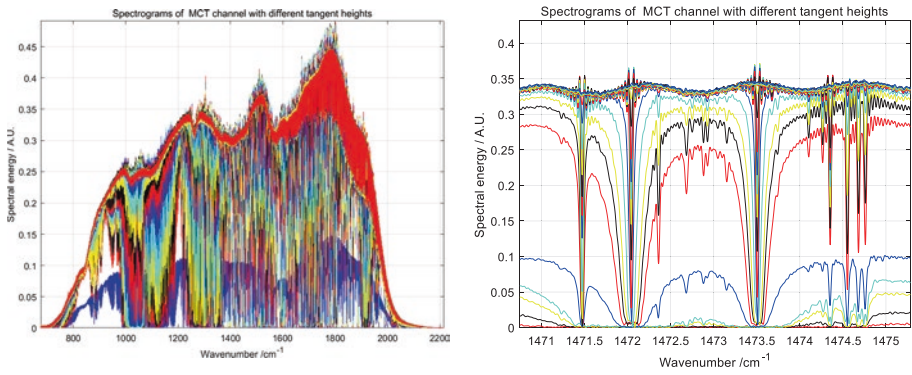 Spectrograms of MCT channel with different tangent heights
Spectral energy / A.U.
0.45
0.4
0.35
0.3
0.25
0.2
0.15
0.1
0.05
0
800 1000 1200 1400 1600 1800 2000 2200
Wavenumber /cm⁻¹
Spectrograms of MCT channel with different tangent heights
Spectral energy / A.U.
0.4
0.35
0.3
0.25
0.2
0.15
0.1
0.05
0
1471 1471.5 1472 1472.5 1473 1473.5 1474 1474.5 1475
Wavenumber /cm⁻¹